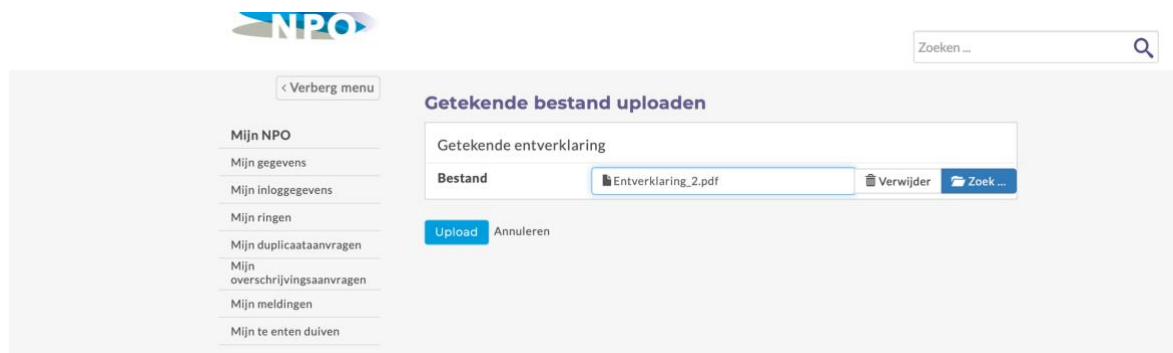 NPO
Zoeken ...
< Verberg menu
Mijn NPO
Mijn gegevens
Mijn inloggegevens
Mijn ringen
Mijn duplicaataanvragen
Mijn
overschrijvingsaanvragen
Mijn meldingen
Mijn te enten duiven
Getekende bestand uploaden
Getekende entverklaring
Bestand Entverklaring_2.pdf Verwijder Zoek ...
Upload Annuleren